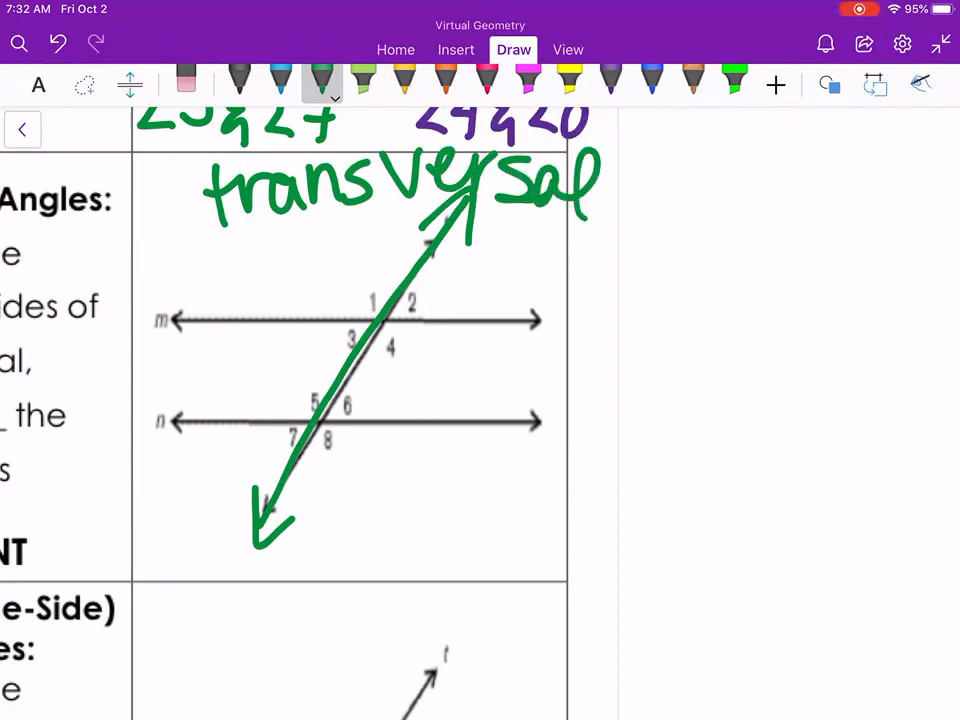 7:32 AM Fri Oct 2
95%
Virtual Geometry
Home Insert Draw View
A
Angles:
transversal
e
ides of
1 2
m
3 4
al,
5 6
_ the
n
7 8
s
NT
e-Side)
es:
t
e